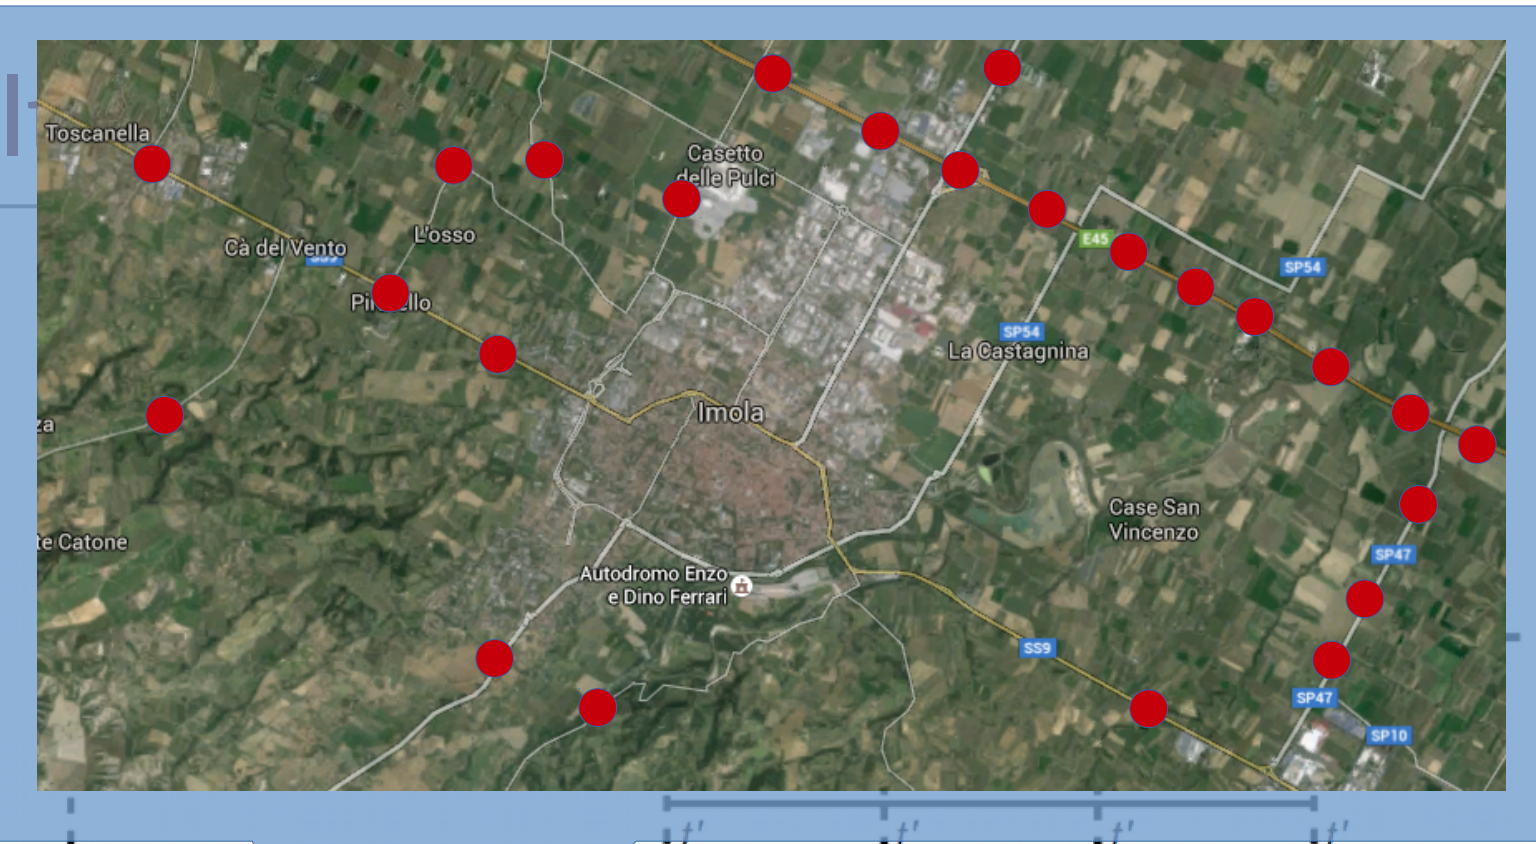 Toscanella
Casetto
delle Pulci
L'osso
Cà del Vento
E45
SP54
SP54
La Castagnina
Imola
Case San
Vincenzo
te Catone
SP47
Autodromo Enzo
e Dino Ferrari
SS9
SP47
SP10
t' t' t' t'